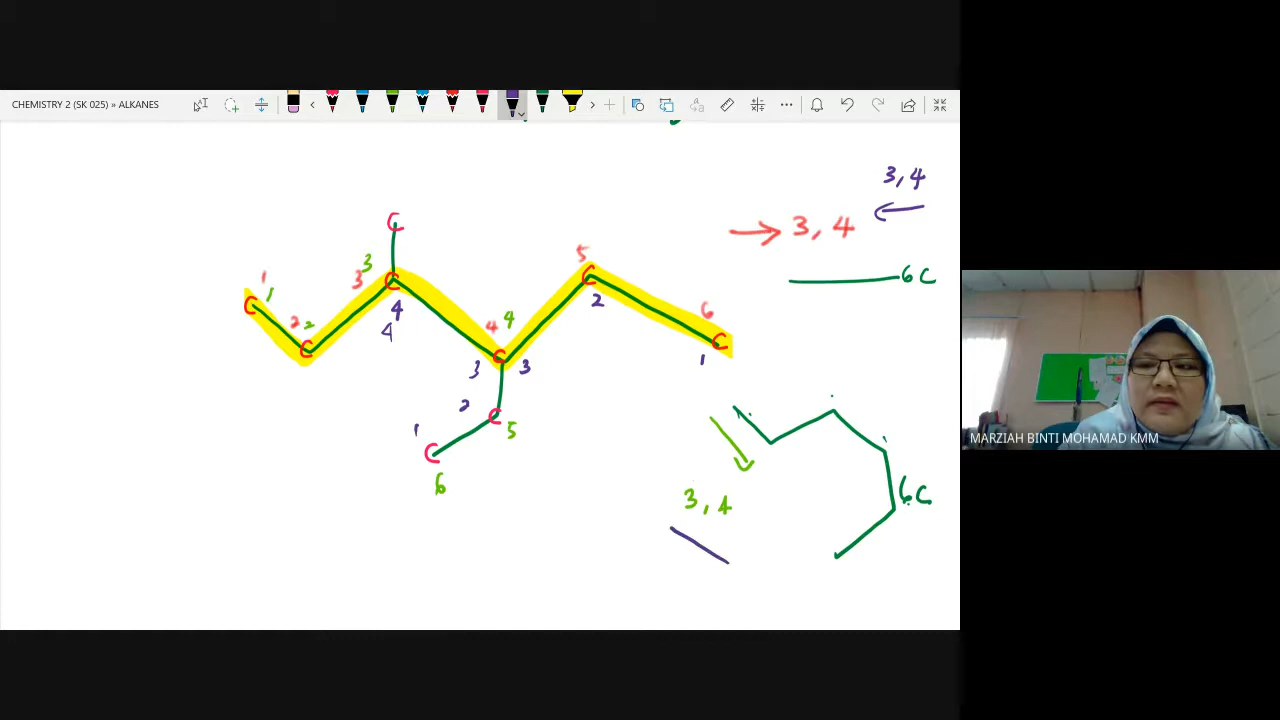 CHEMISTRY 2 (SK 025) » ALKANES
3, 4
C
→ 3, 4
5
3
3
C
C
6C
1
1
C
4
2
6
4
2 2
C
4 4
C
C
3
3
1
2
C
5
1
C
6
6C
3, 4
MARZIAH BINTI MOHAMAD KMM